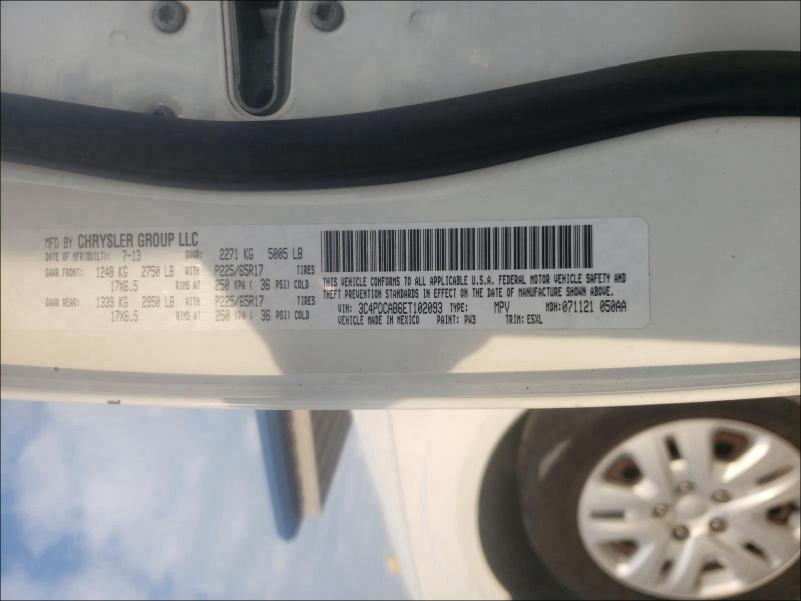 MFD BY CHRYSLER GROUP LLC
DATE OF MFR(BUILT): 7-13 GVWR: 2271 KG 5005 LB
GAWR FRONT: 1248 KG 2750 LB WITH P225/65R17 TIRES
17X6.5 RIMS AT 250 KPA ( 36 PSI) COLD
GAWR REAR: 1339 KG 2950 LB WITH P225/65R17 TIRES
17X6.5 RIMS AT 250 KPA ( 36 PSI) COLD
THIS VEHICLE CONFORMS TO ALL APPLICABLE U.S.A. FEDERAL MOTOR VEHICLE SAFETY AND
THEFT PREVENTION STANDARDS IN EFFECT ON THE DATE OF MANUFACTURE SHOWN ABOVE.
VIN: 3C4PDCAB6ET102093 TYPE: MPV MDH: 071121 050AA
VEHICLE MADE IN MEXICO PAINT: PW3 TRIM: E5XL